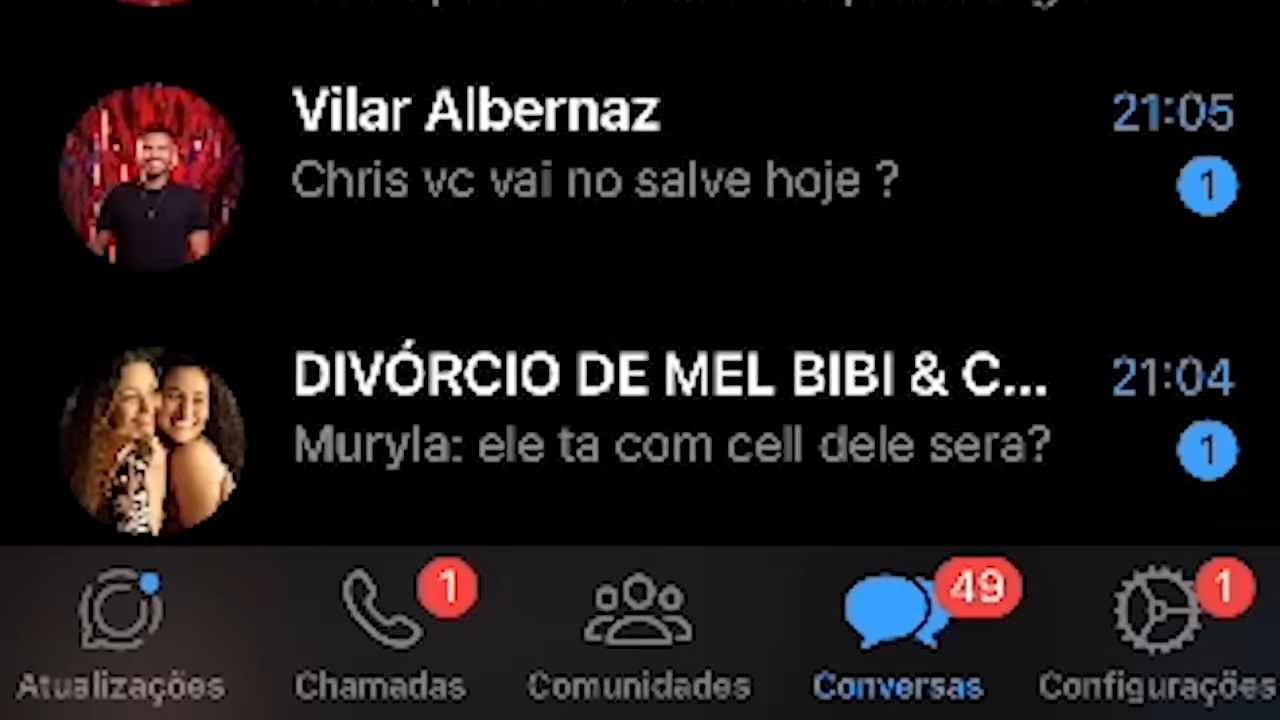 Vilar Albernaz
21:05
Chris vc vai no salve hoje ?
1
DIVÓRCIO DE MEL BIBI & C...
21:04
Muryla: ele ta com cell dele sera?
1
1
49
1
Atualizações
Chamadas
Comunidades
Conversas
Configurações